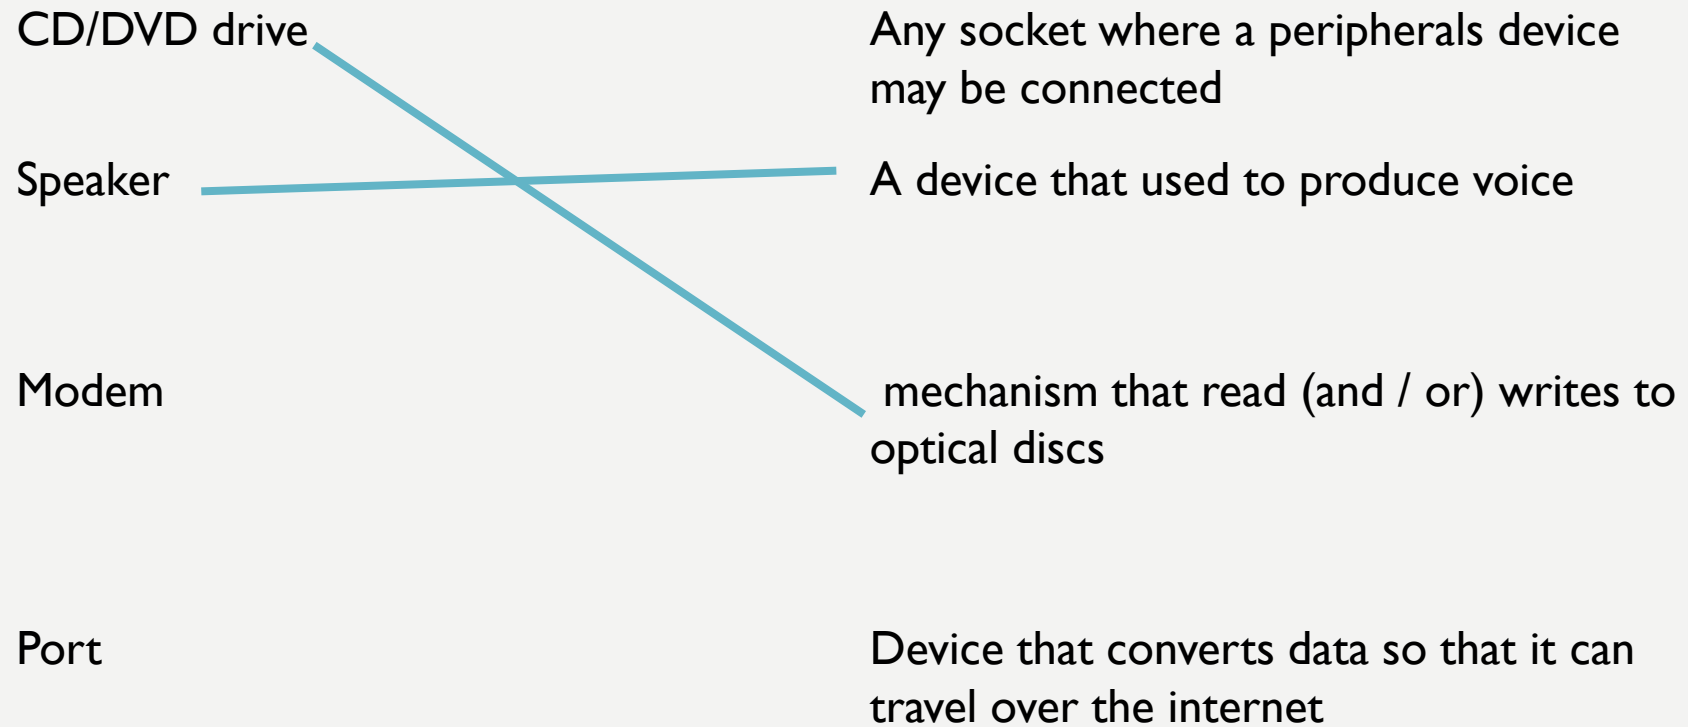 CD/DVD drive
Any socket where a peripherals device
may be connected
Speaker
A device that used to produce voice
Modem
mechanism that read (and / or) writes to
optical discs
Port
Device that converts data so that it can
travel over the internet